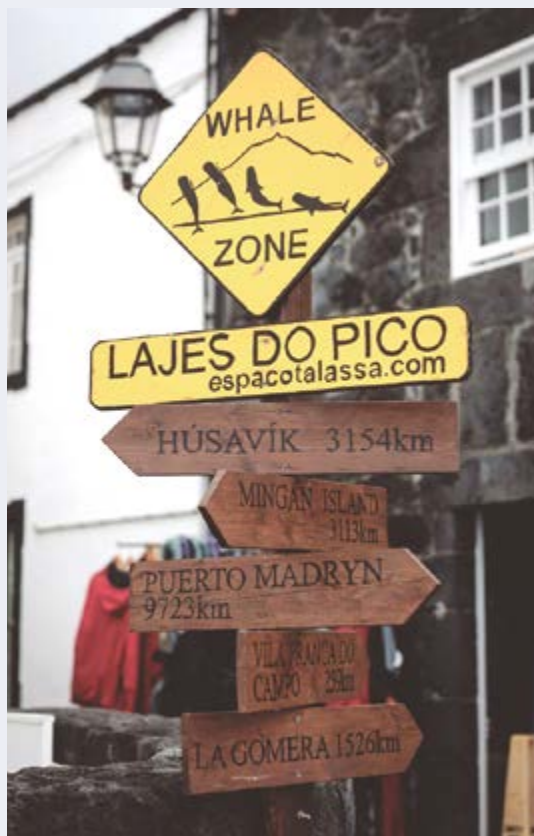 WHALE
ZONE
LAJES DO PICO
espacotalassa.com
HÚSAVÍK 3154km
MINGAN ISLAND
3113km
PUERTO MADRYN
9723km
VILA FRANCA DO
CAMPO 259km
LA GOMERA 1526km